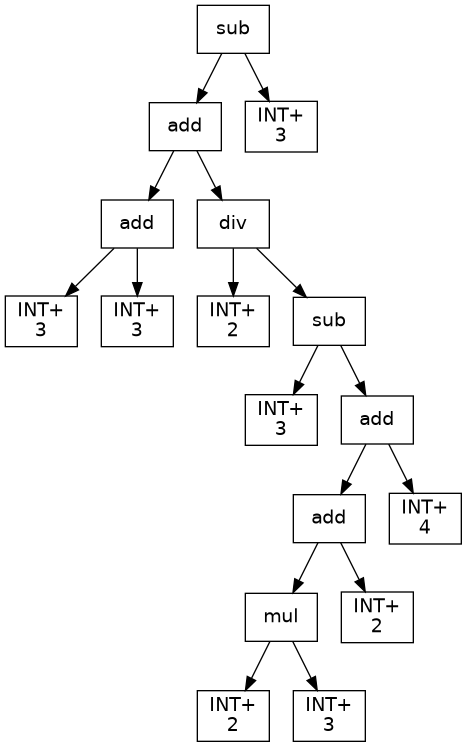 sub
add
INT+
3
add
div
INT+
3
INT+
3
INT+
2
sub
INT+
3
add
add
INT+
4
mul
INT+
2
INT+
2
INT+
3